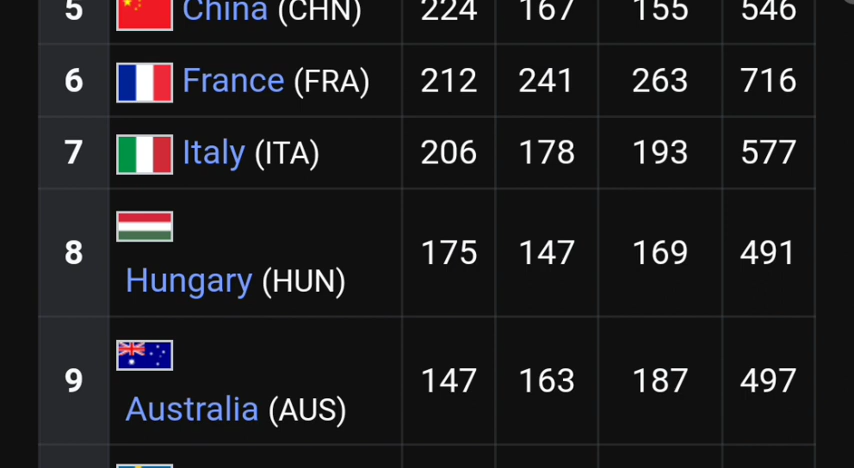 5 China (CHN) 224 167 155 546
6 France (FRA) 212 241 263 716
7 Italy (ITA) 206 178 193 577
8 Hungary (HUN) 175 147 169 491
9 Australia (AUS) 147 163 187 497